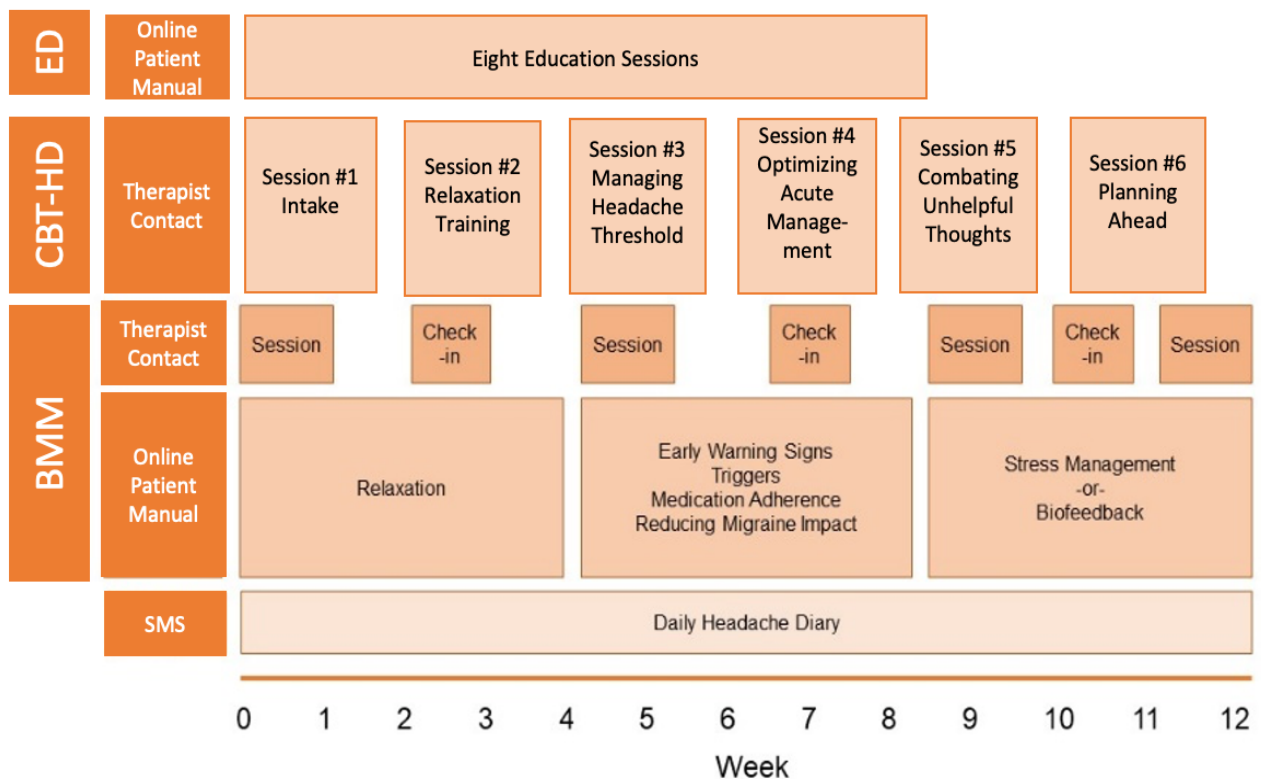 ED
Online
Patient
Manual
Eight Education Sessions
CBT-HD
Therapist
Contact
Session #1
Intake
Session #2
Relaxation
Training
Session #3
Managing
Headache
Threshold
Session #4
Optimizing
Acute
Manage-
ment
Session #5
Combating
Unhelpful
Thoughts
Session #6
Planning
Ahead
BMM
Therapist
Contact
Session
Check
-in
Session
Check
-in
Session
Check
-in
Session
Online
Patient
Manual
Relaxation
Early Warning Signs
Triggers
Medication Adherence
Reducing Migraine Impact
Stress Management
-or-
Biofeedback
SMS
Daily Headache Diary
0 1 2 3 4 5 6 7 8 9 10 11 12
Week